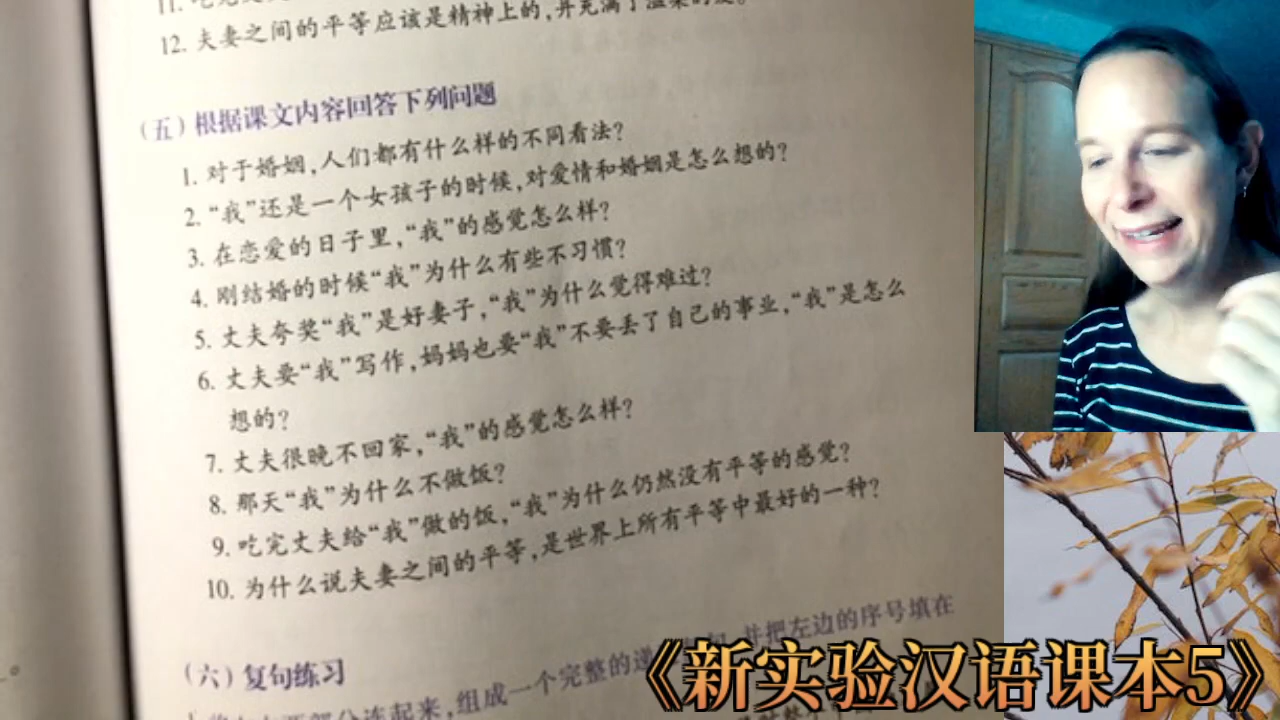 12. 夫妻之间的平等应该是精神上的,并充满了温柔的爱。
(五) 根据课文内容回答下列问题
1. 对于婚姻,人们都有什么样的不同看法?
2. “我”还是一个女孩子的时候,对爱情和婚姻是怎么想的?
3. 在恋爱的日子里,“我”的感觉怎么样?
4. 刚结婚的时候“我”为什么有些不习惯?
5. 丈夫夸奖“我”是好妻子,“我”为什么觉得难过?
6. 丈夫要“我”写作,妈妈也要“我”不要丢了自己的事业,“我”是怎么
想的?
7. 丈夫很晚不回家,“我”的感觉怎么样?
8. 那天“我”为什么不做饭?
9. 吃完丈夫给“我”做的饭,“我”为什么仍然没有平等的感觉?
10. 为什么说夫妻之间的平等,是世界上所有平等中最好的一种?
(六) 复句练习
连起来,组成一个完整的递 并把左边的序号填在
《新实验汉语课本5》